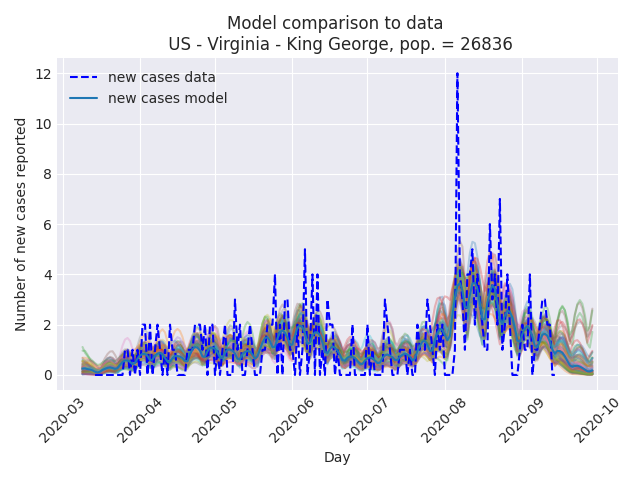 Model comparison to data
US - Virginia - King George, pop. = 26836
new cases data
new cases model
Number of new cases reported
12
10
8
6
4
2
0
2020-03
2020-04
2020-05
2020-06
2020-07
2020-08
2020-09
2020-10
Day